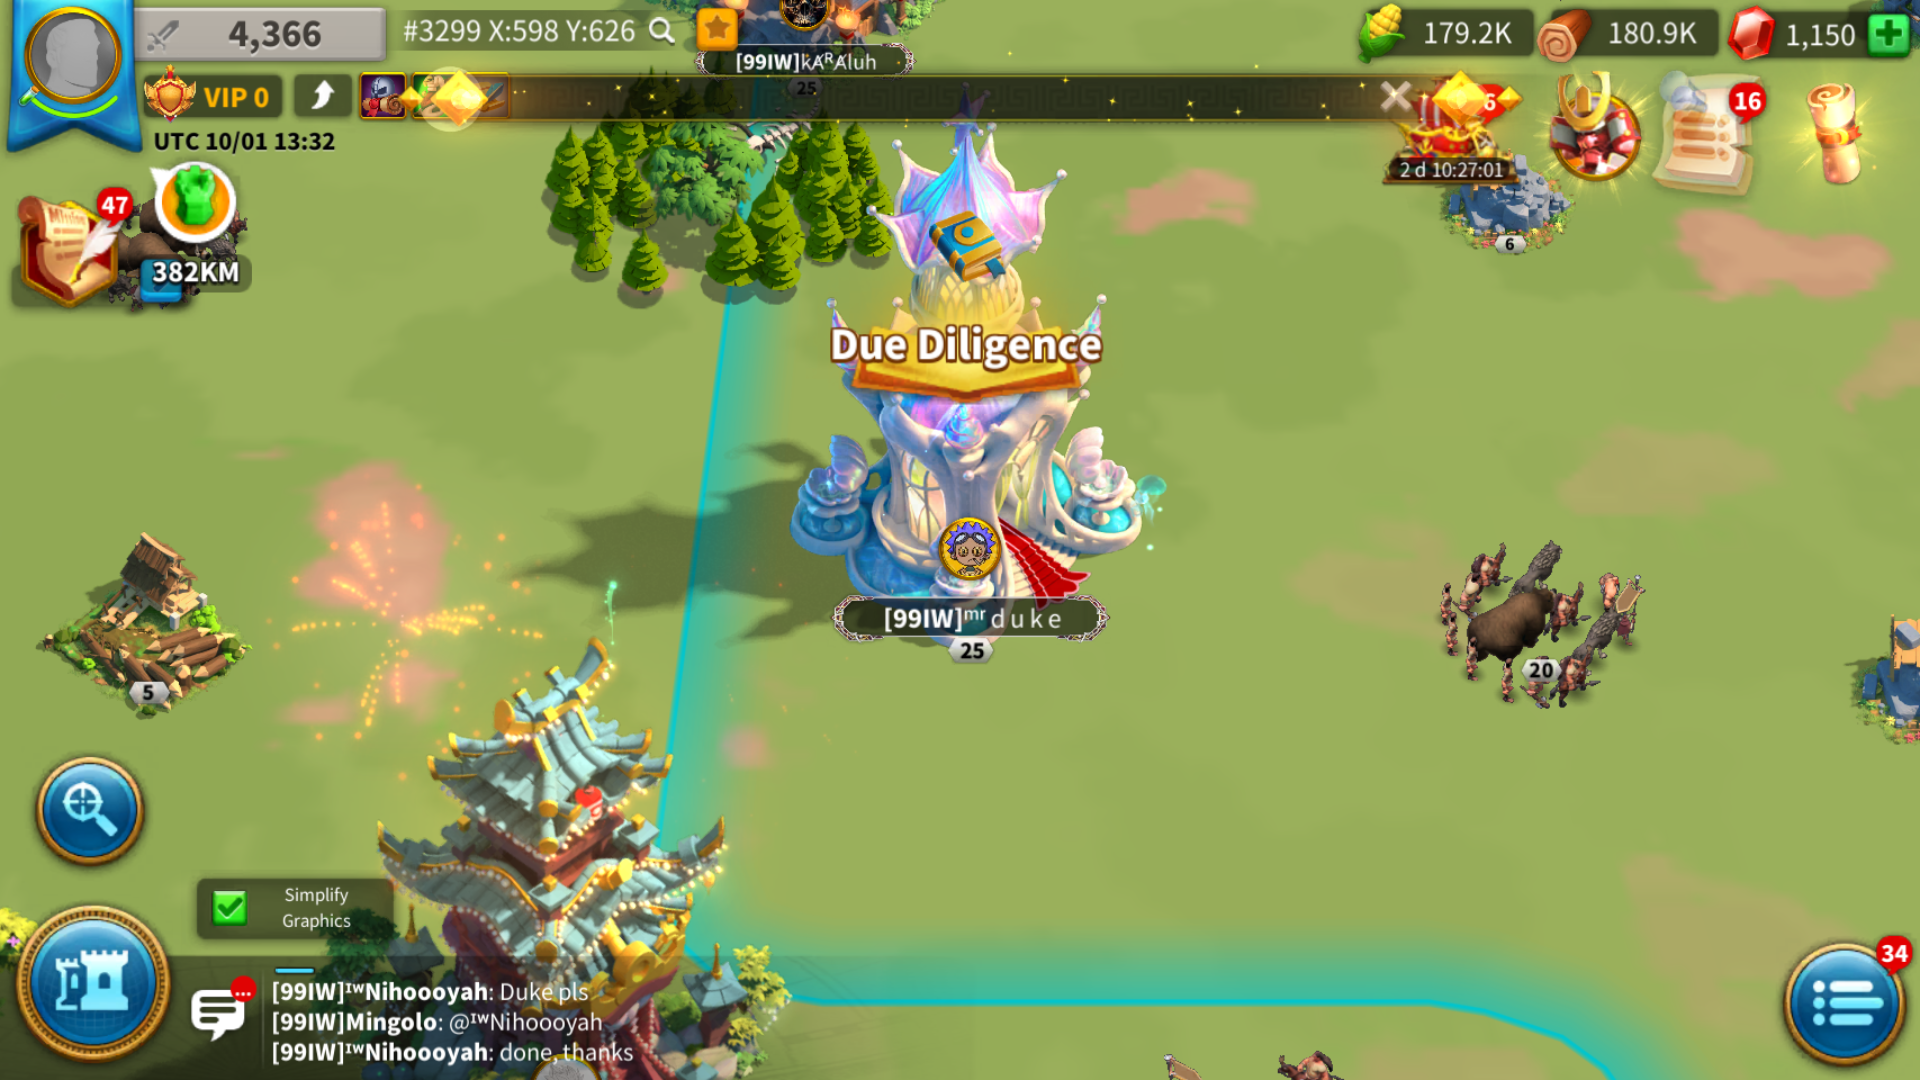 4,366
#3299 X:598 Y:626
[99IW]kAᴿAluh
25
179.2K
180.9K
1,150
VIP 0
UTC 10/01 13:32
16
2 d 10:27:01
6
Mission
47
382KM
Due Diligence
[99IW]ᵐʳ d u k e
25
20
5
Simplify
Graphics
34
[99IW]ᴵᵂNihoooyah: Duke pls
[99IW]Mingolo: @ᴵᵂNihoooyah
[99IW]ᴵᵂNihoooyah: done, thanks